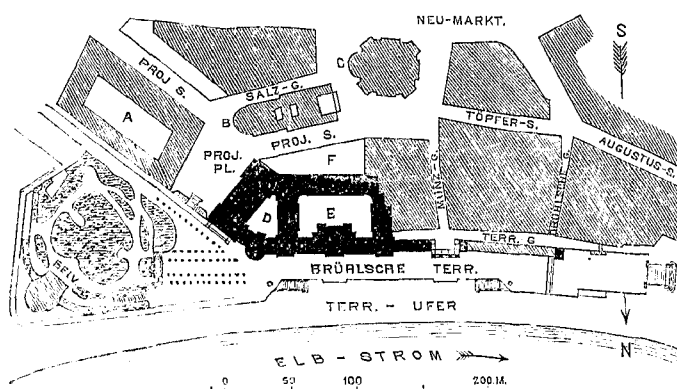 NEU-MARKT.
S
PROJ S.
SALZ-G.
C
A
B
TÖPFER-S.
PROJ. S.
AUGUSTUS-S.
PROJ.
PL.
F
MÜNZ-G.
D
E
TERR. G
BRÜHLSCHE TERR.
TERR. - UFER
N
ELB - STROM
0 50 100 200.M.